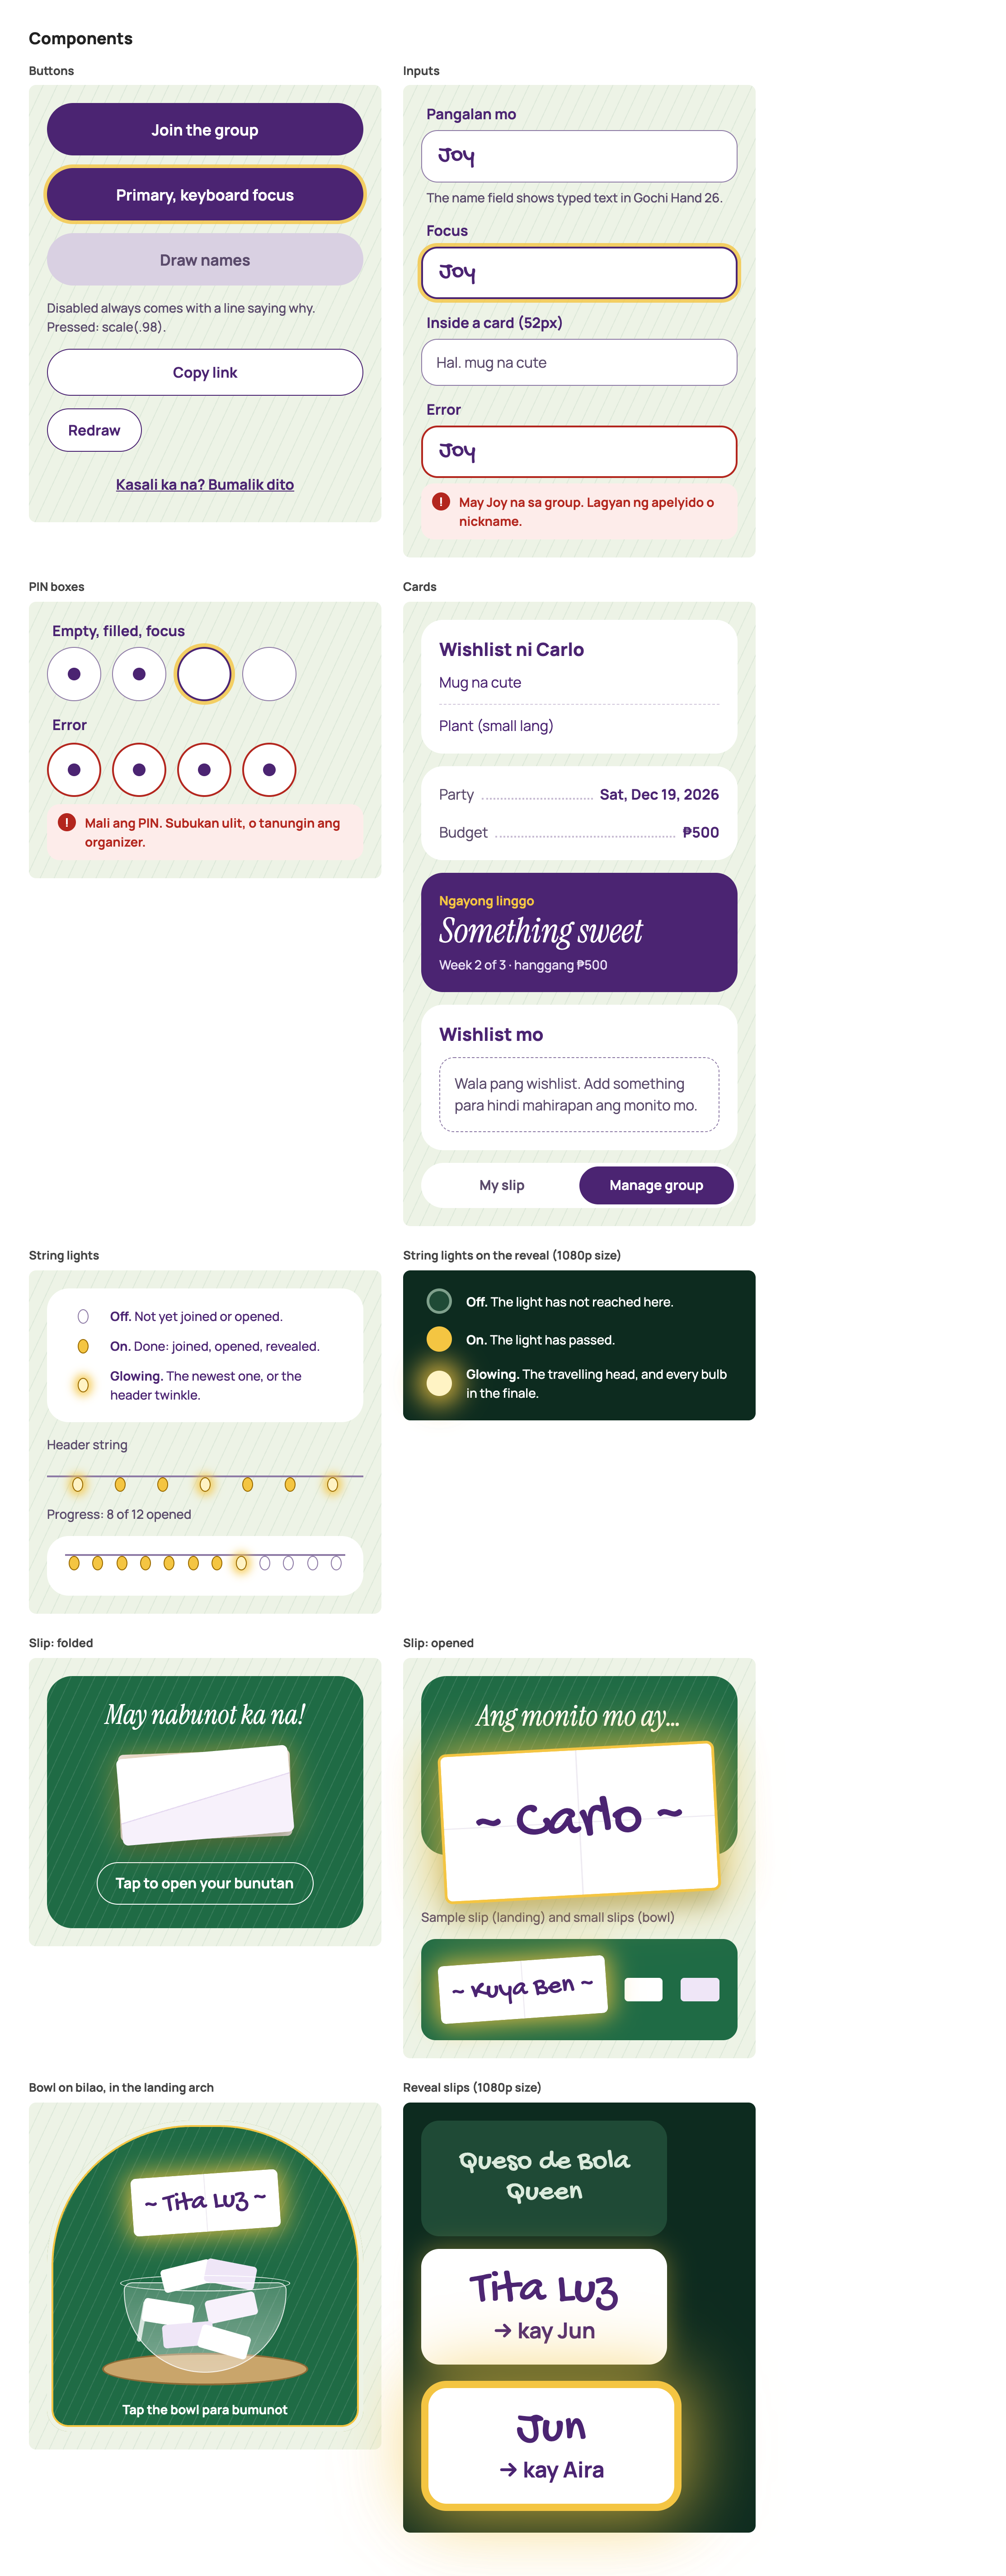 Components
Buttons
Join the group
Primary, keyboard focus
Draw names
Disabled always comes with a line saying why.
Pressed: scale(.98).
Copy link
Redraw
Kasali ka na? Bumalik dito
Inputs
Pangalan mo
Joy
The name field shows typed text in Gochi Hand 26.
Focus
Joy
Inside a card (52px)
Hal. mug na cute
Error
Joy
! May Joy na sa group. Lagyan ng apelyido o
nickname.
PIN boxes
Empty, filled, focus
Error
! Mali ang PIN. Subukan ulit, o tanungin ang
organizer.
Cards
Wishlist ni Carlo
Mug na cute
Plant (small lang)
Party Sat, Dec 19, 2026
Budget ₱500
Ngayong linggo
Something sweet
Week 2 of 3 · hanggang ₱500
Wishlist mo
Wala pang wishlist. Add something
para hindi mahirapan ang monito mo.
My slip Manage group
String lights
Off. Not yet joined or opened.
On. Done: joined, opened, revealed.
Glowing. The newest one, or the
header twinkle.
Header string
Progress: 8 of 12 opened
String lights on the reveal (1080p size)
Off. The light has not reached here.
On. The light has passed.
Glowing. The travelling head, and every bulb
in the finale.
Slip: folded
May nabunot ka na!
Tap to open your bunutan
Slip: opened
Ang monito mo ay...
~ Carlo ~
Sample slip (landing) and small slips (bowl)
~ Kuya Ben ~
Bowl on bilao, in the landing arch
~ Tita Luz ~
Tap the bowl para bumunot
Reveal slips (1080p size)
Queso de Bola
Queen
Tita Luz
→ kay Jun
Jun
→ kay Aira